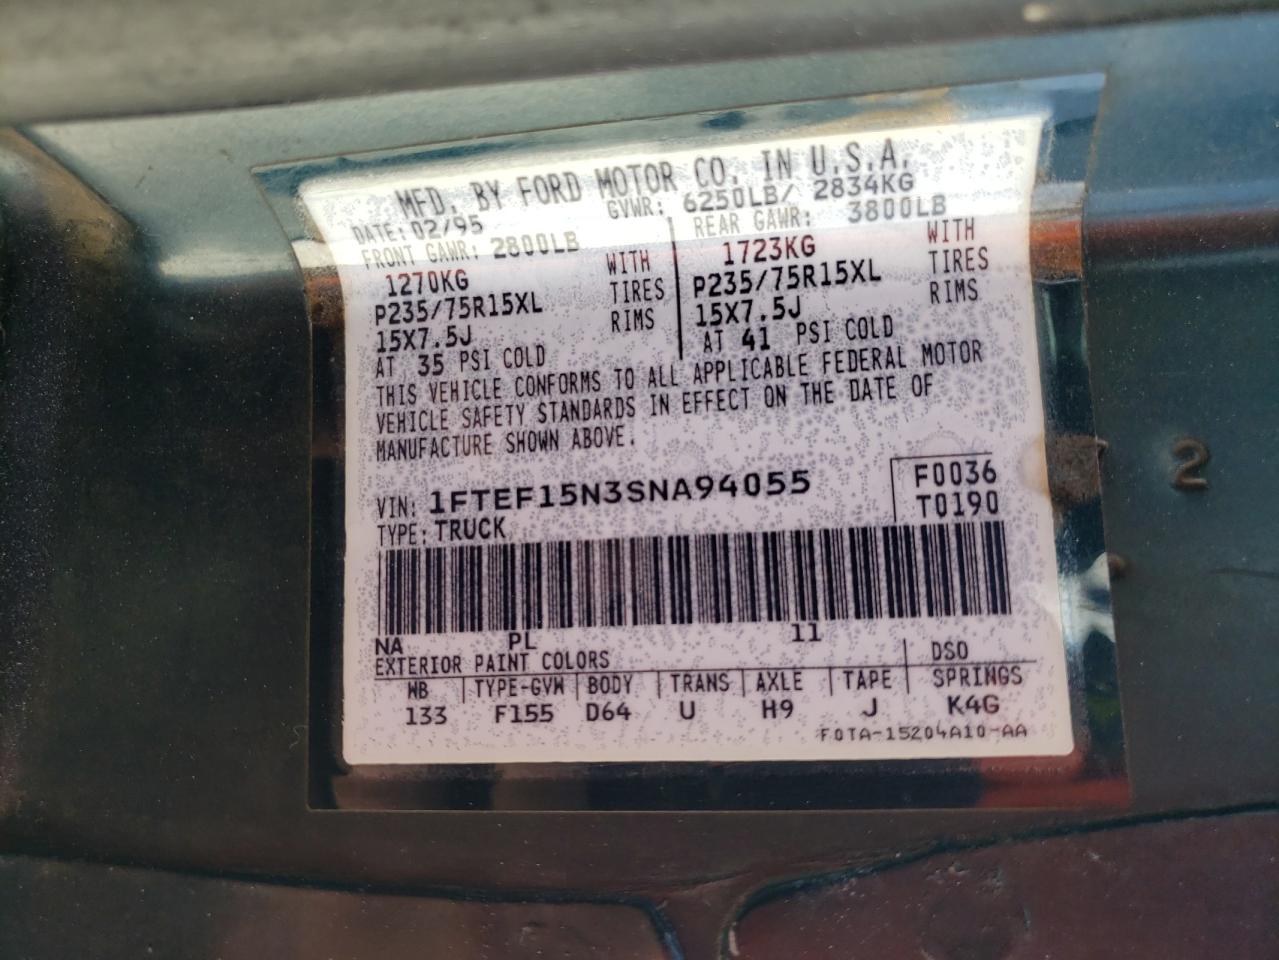 MFD. BY FORD MOTOR CO. IN U.S.A.
DATE: 02/95 GVWR: 6250LB/ 2834KG
FRONT GAWR: 2800LB REAR GAWR: 3800LB
1270KG WITH 1723KG WITH
P235/75R15XL TIRES P235/75R15XL TIRES
15X7.5J RIMS 15X7.5J RIMS
AT 35 PSI COLD AT 41 PSI COLD
THIS VEHICLE CONFORMS TO ALL APPLICABLE FEDERAL MOTOR
VEHICLE SAFETY STANDARDS IN EFFECT ON THE DATE OF
MANUFACTURE SHOWN ABOVE.
VIN: 1FTEF15N3SNA94055 F0036
TYPE: TRUCK T0190
NA PL 11
EXTERIOR PAINT COLORS DSO
WB TYPE-GVW BODY TRANS AXLE TAPE SPRINGS
133 F155 D64 U H9 J K4G
F0TA-15204A10-AA
2